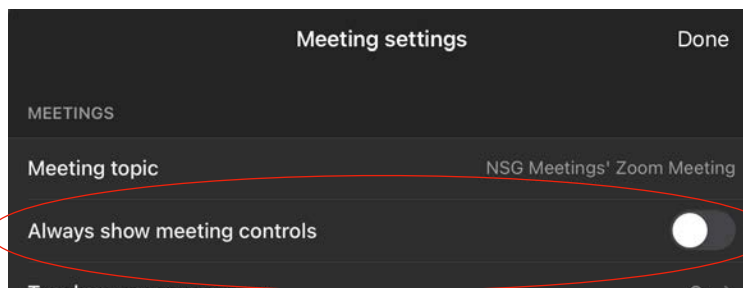 Meeting settings Done
MEETINGS
Meeting topic NSG Meetings' Zoom Meeting
Always show meeting controls